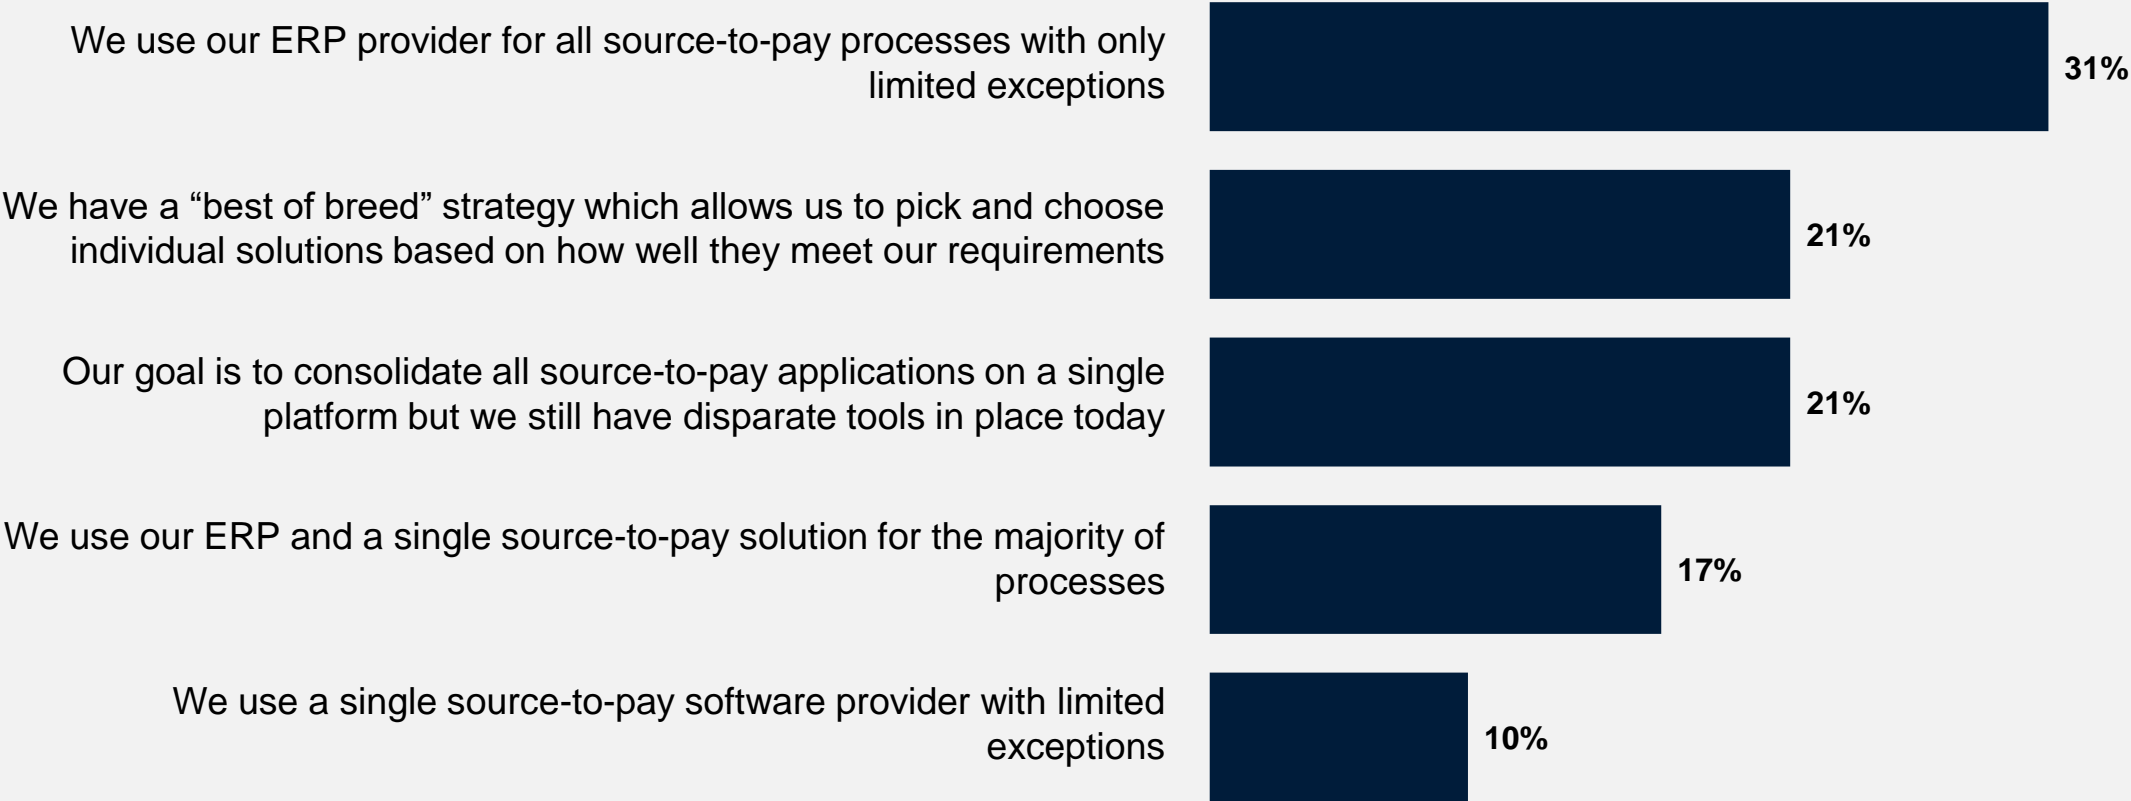 We use our ERP provider for all source-to-pay processes with only
limited exceptions
31%
We have a “best of breed” strategy which allows us to pick and choose
individual solutions based on how well they meet our requirements
21%
Our goal is to consolidate all source-to-pay applications on a single
platform but we still have disparate tools in place today
21%
We use our ERP and a single source-to-pay solution for the majority of
processes
17%
We use a single source-to-pay software provider with limited
exceptions
10%